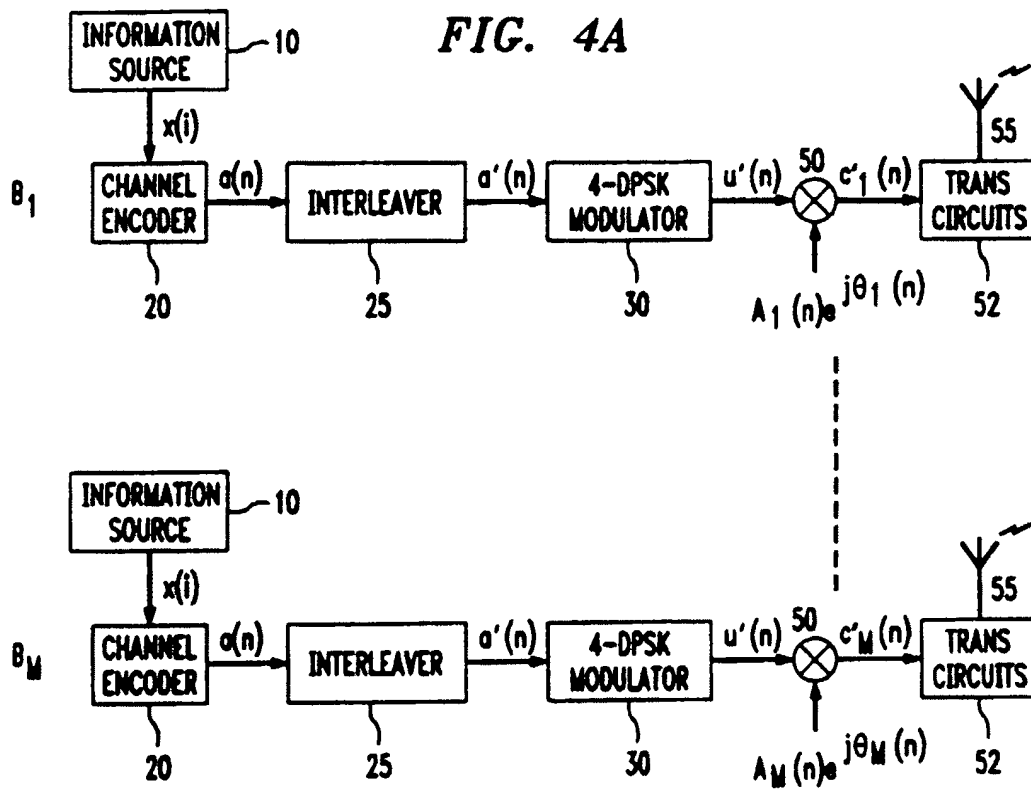 FIG. 4A
INFORMATION
SOURCE
10
x(i)
55
B1
CHANNEL
ENCODER
a(n)
INTERLEAVER
a'(n)
4-DPSK
MODULATOR
u'(n)
50
c'1(n)
TRANS
CIRCUITS
20
25
30
A1(n)e jθ1(n)
52
INFORMATION
SOURCE
10
x(i)
55
BM
CHANNEL
ENCODER
a(n)
INTERLEAVER
a'(n)
4-DPSK
MODULATOR
u'(n)
50
c'M(n)
TRANS
CIRCUITS
20
25
30
AM(n)e jθM(n)
52